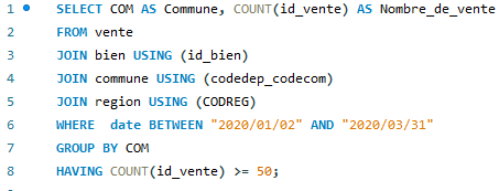 1 SELECT COM AS Commune, COUNT(id_vente) AS Nombre_de_vente
2 FROM vente
3 JOIN bien USING (id_bien)
4 JOIN commune USING (codedep_codecom)
5 JOIN region USING (CODREG)
6 WHERE date BETWEEN "2020/01/02" AND "2020/03/31"
7 GROUP BY COM
8 HAVING COUNT(id_vente) >= 50;